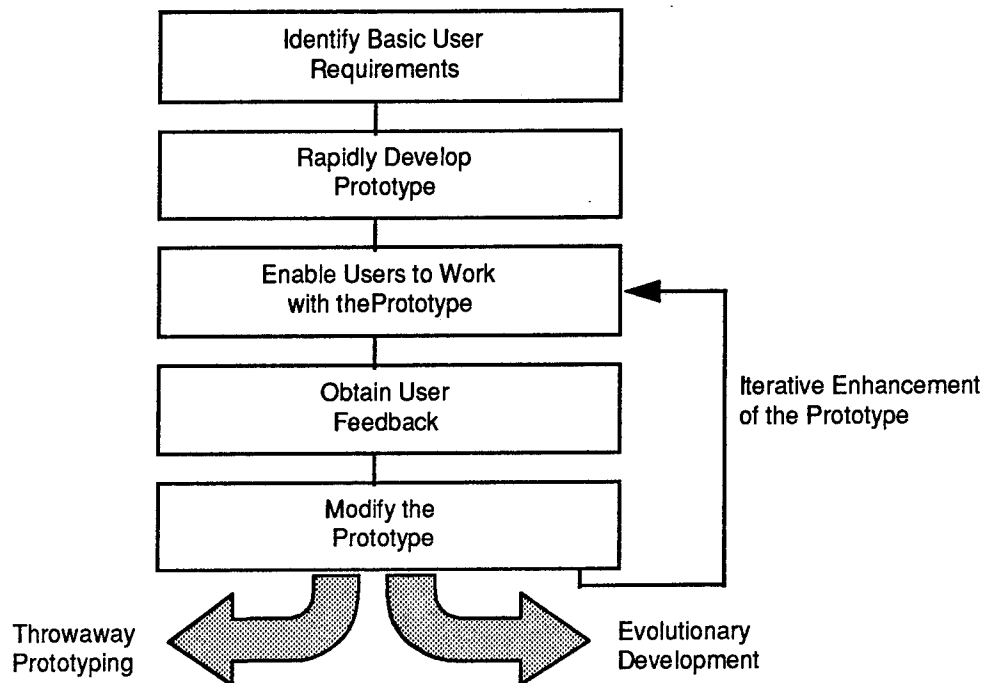 Identify Basic User
Requirements
Rapidly Develop
Prototype
Enable Users to Work
with thePrototype
Obtain User
Feedback
Iterative Enhancement
of the Prototype
Modify the
Prototype
Throwaway
Prototyping
Evolutionary
Development